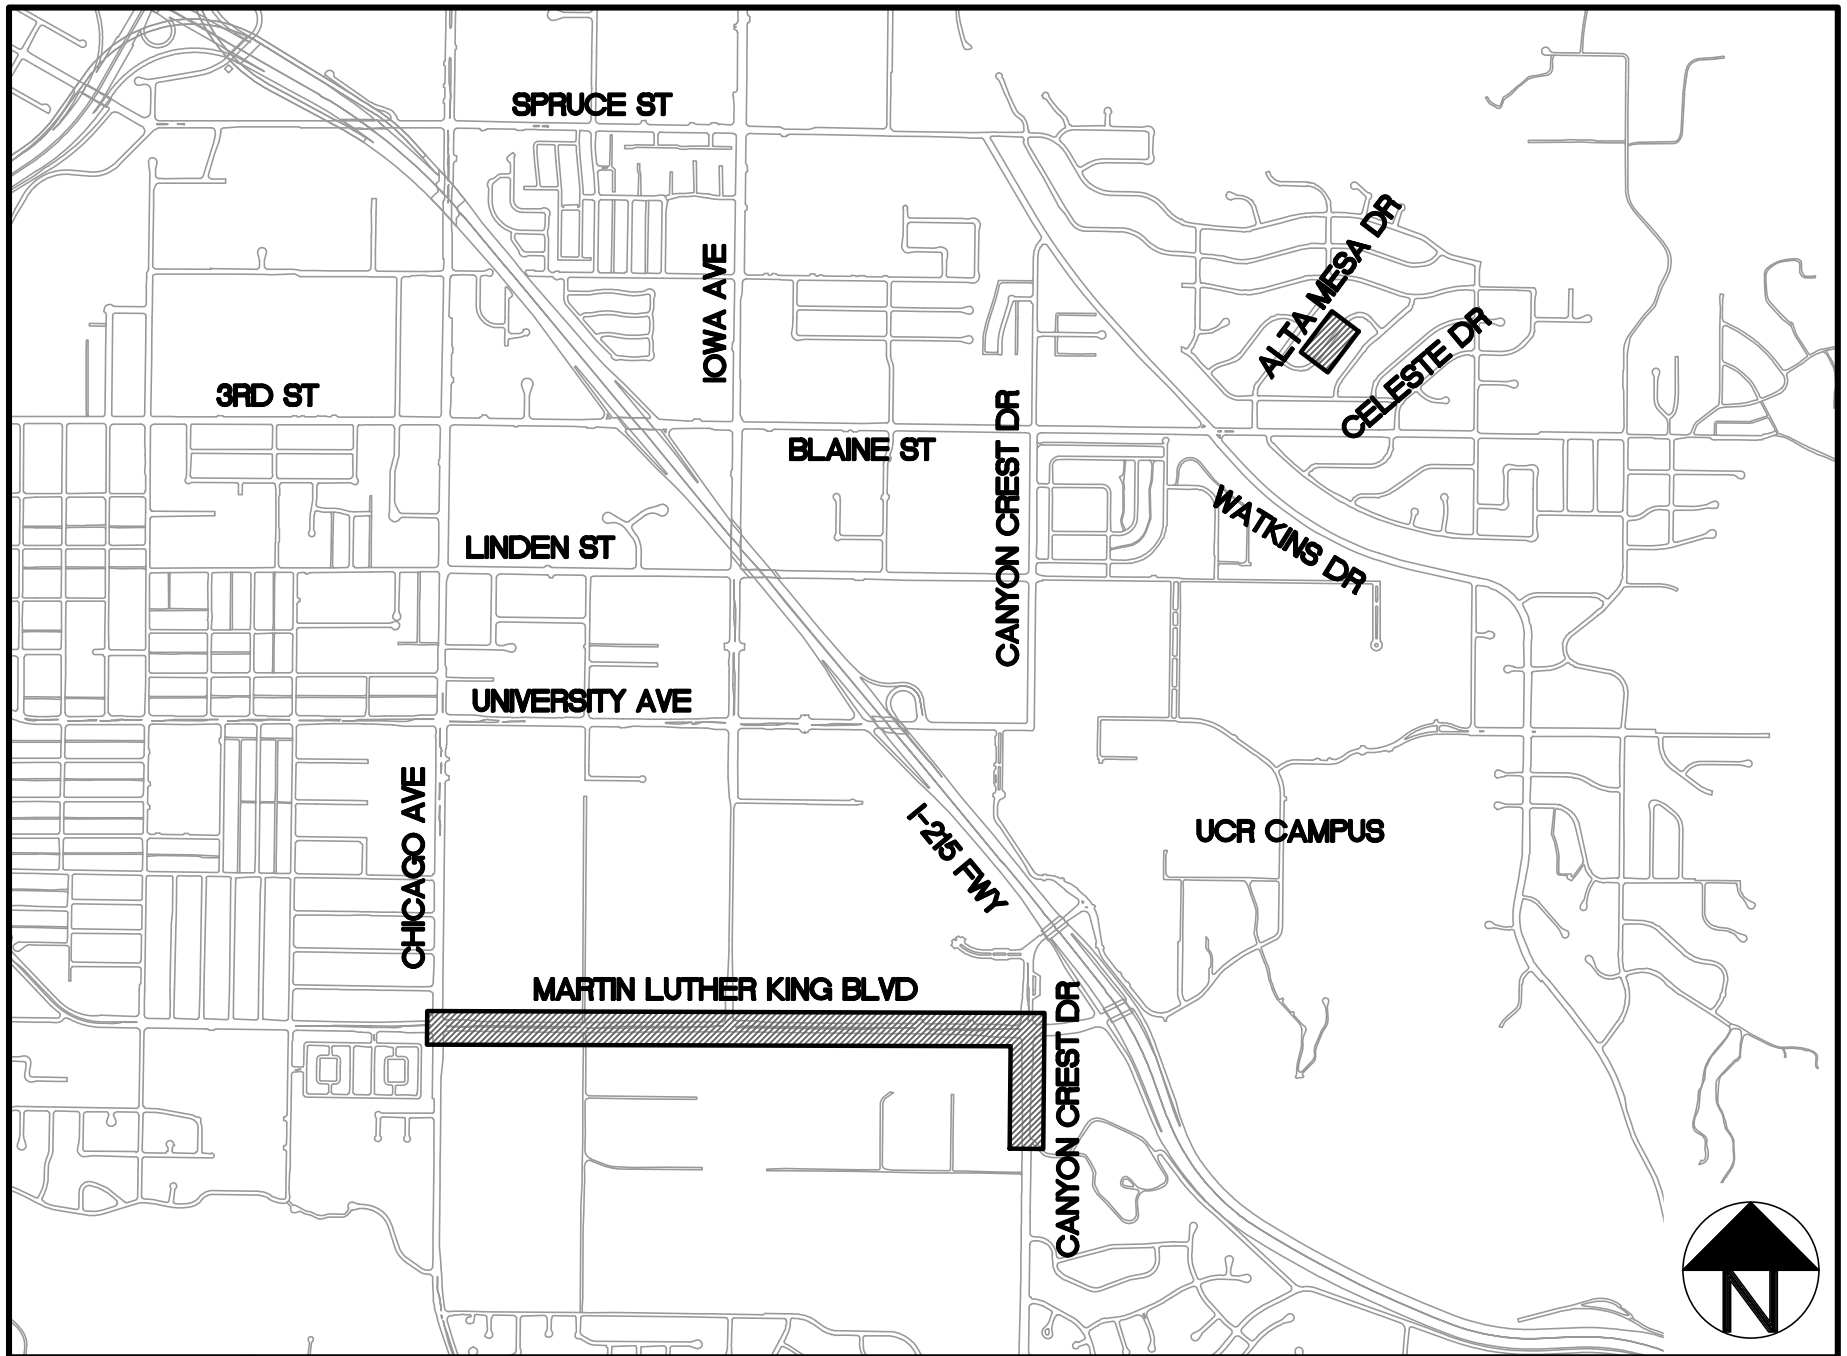 SPRUCE ST
ALTA MESA DR
IOWA AVE
CELESTE DR
3RD ST
BLAINE ST
CANYON CREST DR
WATKINS DR
LINDEN ST
UNIVERSITY AVE
CHICAGO AVE
I-215 FWY
UCR CAMPUS
MARTIN LUTHER KING BLVD
CANYON CREST DR
N